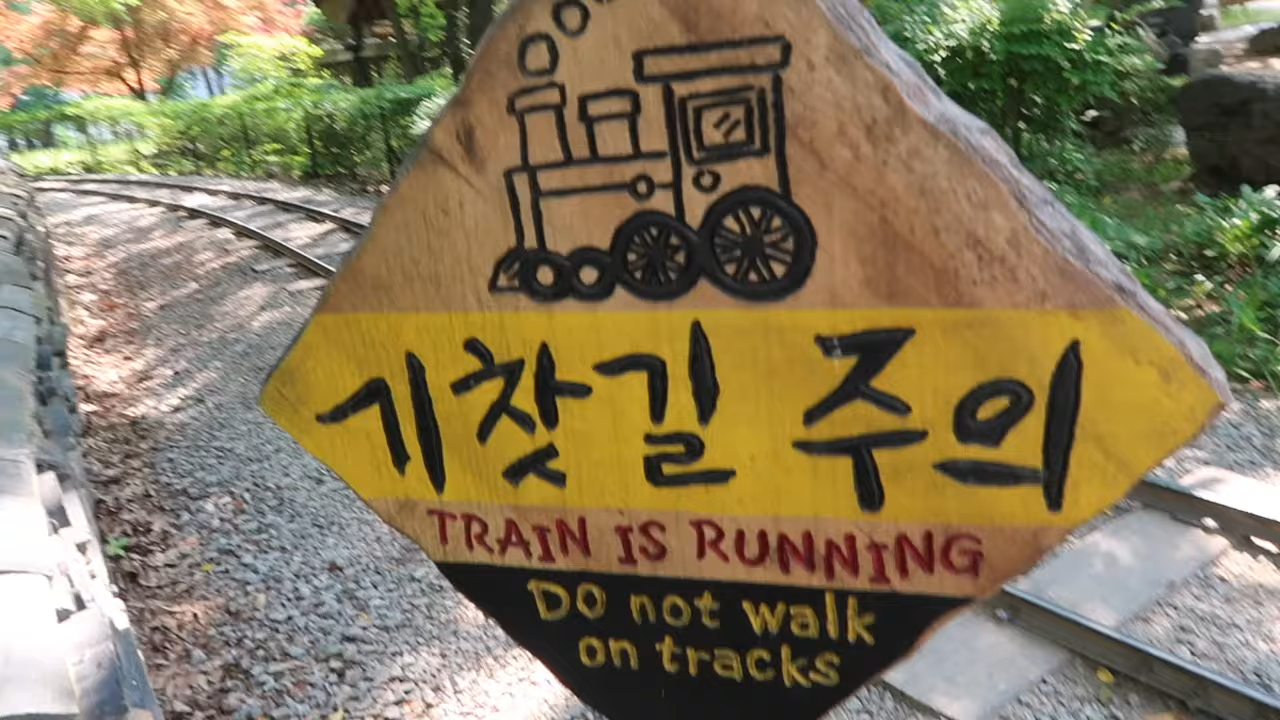 기찻길 주의
TRAIN IS RUNNING
DO not walk
on tracks